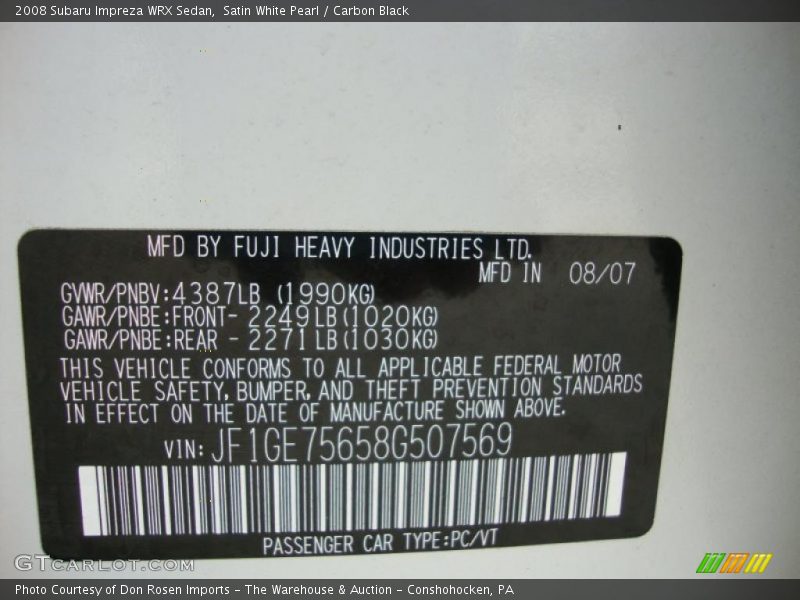 2008 Subaru Impreza WRX Sedan, Satin White Pearl / Carbon Black
MFD BY FUJI HEAVY INDUSTRIES LTD.
MFD IN 08/07
GVWR/PNBV:4387LB (1990KG)
GAWR/PNBE:FRONT- 2249LB(1020KG)
GAWR/PNBE:REAR - 2271LB(1030KG)
THIS VEHICLE CONFORMS TO ALL APPLICABLE FEDERAL MOTOR
VEHICLE SAFETY, BUMPER, AND THEFT PREVENTION STANDARDS
IN EFFECT ON THE DATE OF MANUFACTURE SHOWN ABOVE.
VIN: JF1GE75658G507569
PASSENGER CAR TYPE:PC/VT
GTCARLOT.COM
Photo Courtesy of Don Rosen Imports - The Warehouse & Auction - Conshohocken, PA